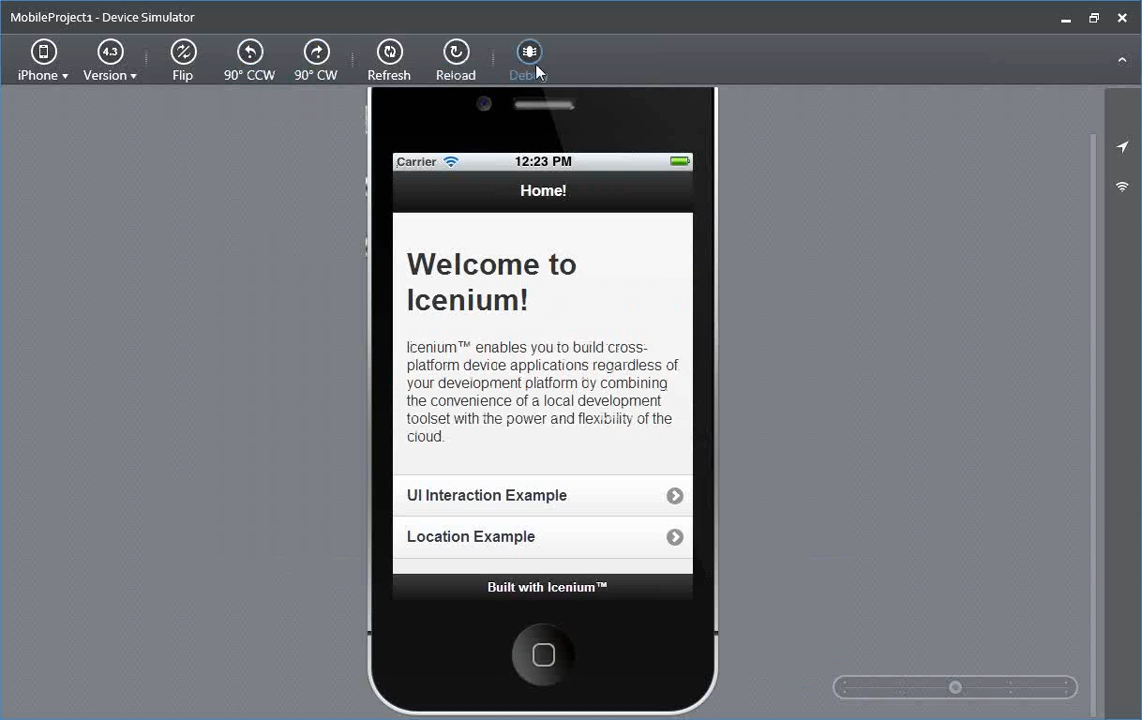 MobileProject1 - Device Simulator
4.3
iPhone Version Flip 90° CCW 90° CW Refresh Reload
Carrier 12:23 PM
Home!
Welcome to
Icenium!
Icenium™ enables you to build cross-
platform device applications regardless of
your development platform by combining
the convenience of a local development
toolset with the power and flexibility of the
cloud.
UI Interaction Example
Location Example
Built with Icenium™